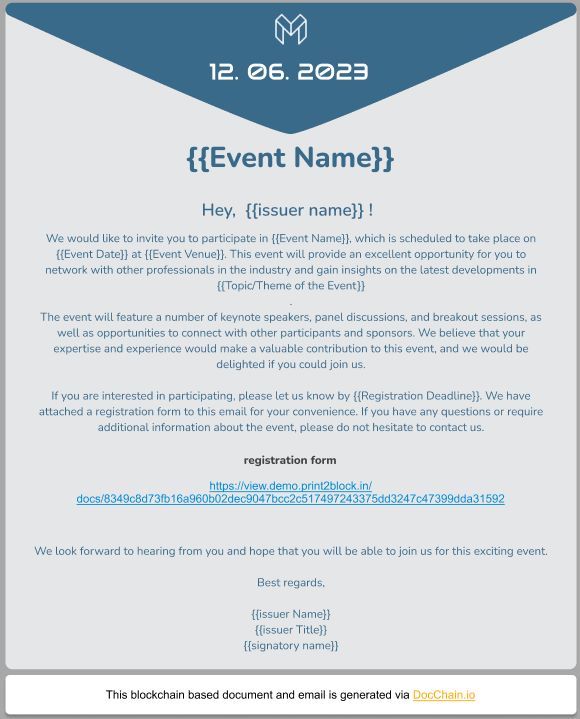 12. 06. 2023
{{Event Name}}
Hey, {{issuer name}} !
We would like to invite you to participate in {{Event Name}}, which is scheduled to take place on
{{Event Date}} at {{Event Venue}}. This event will provide an excellent opportunity for you to
network with other professionals in the industry and gain insights on the latest developments in
{{Topic/Theme of the Event}}
.
The event will feature a number of keynote speakers, panel discussions, and breakout sessions, as
well as opportunities to connect with other participants and sponsors. We believe that your
expertise and experience would make a valuable contribution to this event, and we would be
delighted if you could join us.
If you are interested in participating, please let us know by {{Registration Deadline}}. We have
attached a registration form to this email for your convenience. If you have any questions or require
additional information about the event, please do not hesitate to contact us.
registration form
https://view.demo.print2block.in/
docs/8349c8d73fb16a960b02dec9047bcc2c517497243375dd3247c47399dda31592
We look forward to hearing from you and hope that you will be able to join us for this exciting event.
Best regards,
{{issuer Name}}
{{issuer Title}}
{{signatory name}}
This blockchain based document and email is generated via DocChain.io